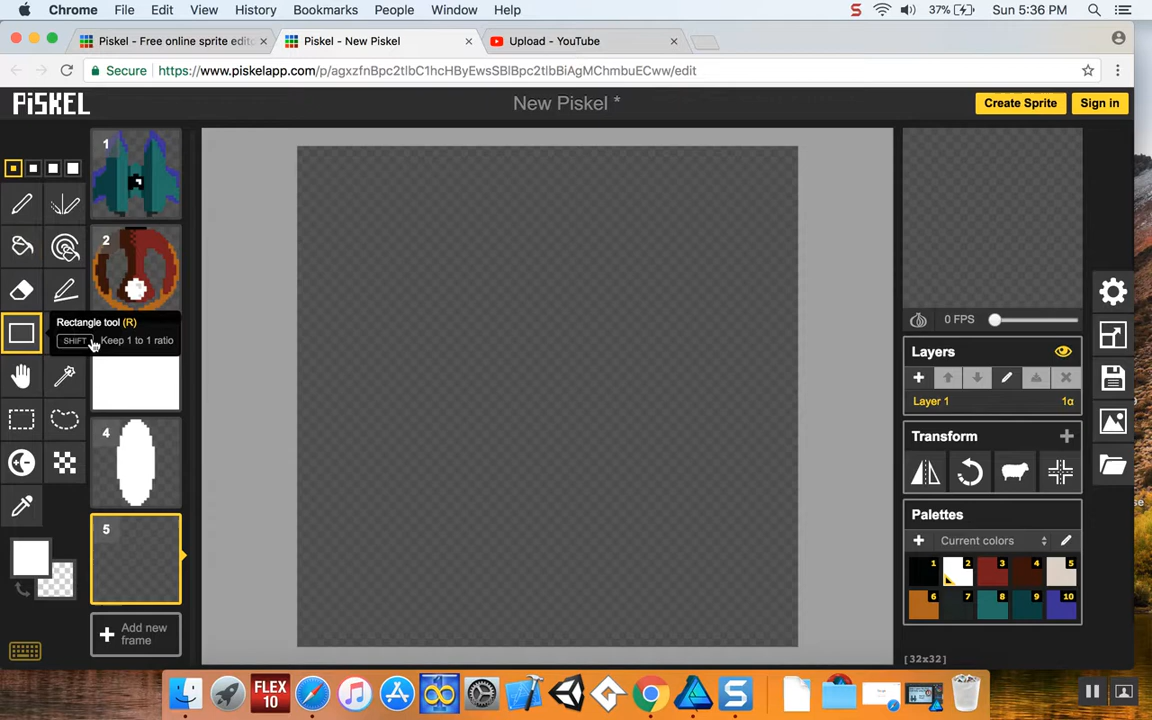 Chrome File Edit View History Bookmarks People Window Help
S 37% Sun 5:36 PM
Piskel - Free online sprite edit
Piskel - New Piskel
Upload - YouTube
Secure https://www.piskelapp.com/p/agxzfnBpc2tlbC1hcHByEwsSBlBpc2tlbBiAgMChmbuECww/edit
PiSKEL
New Piskel *
Create Sprite
Sign in
1
2
Rectangle tool (R)
SHIFT Keep 1 to 1 ratio
4
5
Add new
frame
0 FPS
Layers
Layer 1 1α
Transform
Palettes
Current colors
1 2 3 4 5
6 7 8 9 10
[32x32]
FLEX
10
S